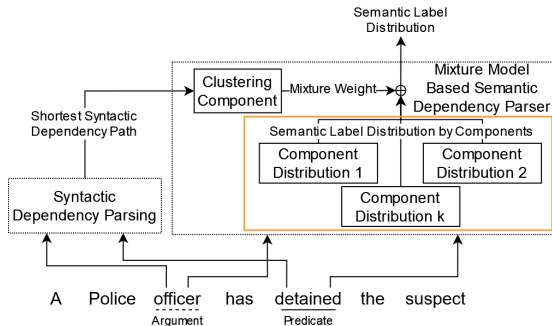 Semantic Label
Distribution
Mixture Model
Based Semantic
Dependency Parser
Clustering
Component
Mixture Weight
Shortest Syntactic
Dependency Path
Semantic Label Distribution by Components
Component
Distribution 1
Component
Distribution 2
Component
Distribution k
Syntactic
Dependency Parsing
A Police officer has detained the suspect
Argument
Predicate